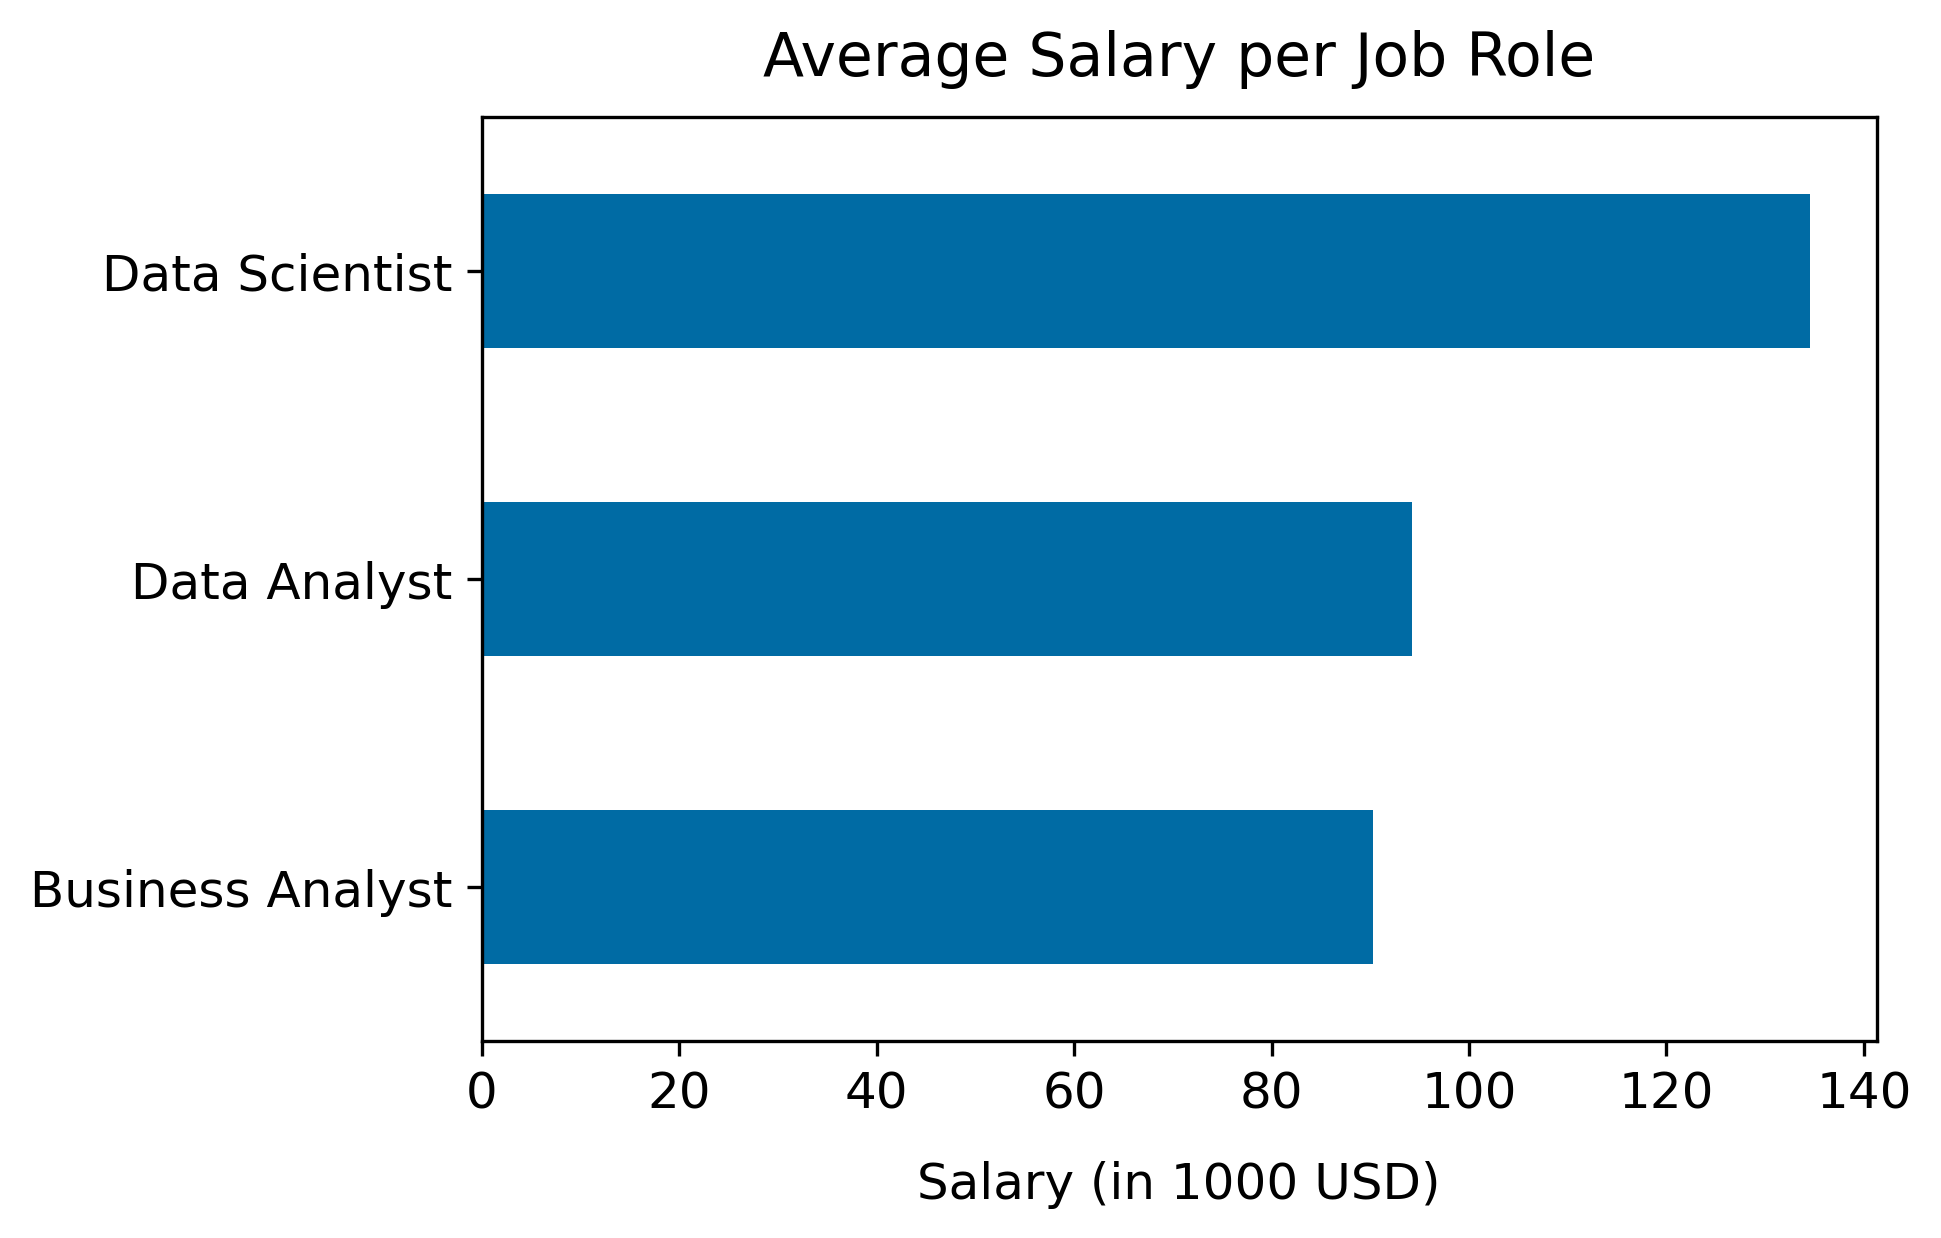 Average Salary per Job Role
Data Scientist
Data Analyst
Business Analyst
0 20 40 60 80 100 120 140
Salary (in 1000 USD)